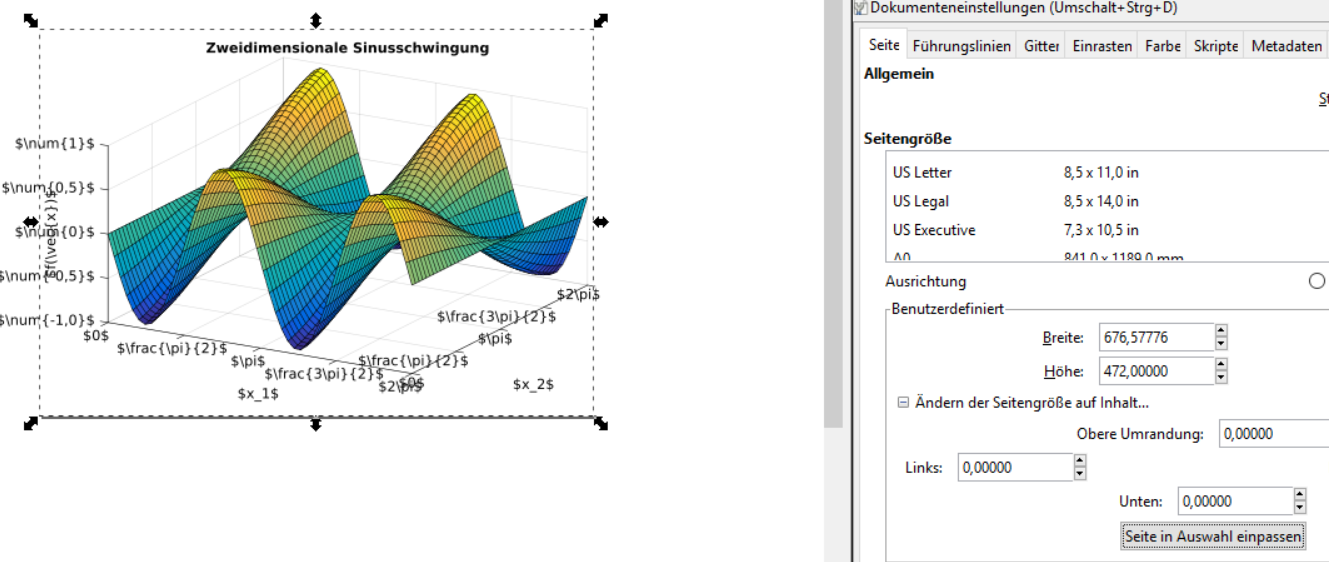 Zweidimensionale Sinusschwingung
$\num{1}$
$\num{0,5}$
$\num{0}$
$\num{-1,0}$
$f(\vec{x})$
$0$
$\frac{\pi}{2}$
$\pi$
$\frac{3\pi}{2}$
$2\pi$
$x_1$
$0$
$\frac{\pi}{2}$
$\pi$
$\frac{3\pi}{2}$
$2\pi$
$x_2$
Dokumenteneinstellungen (Umschalt+Strg+D)
Seite Führungslinien Gitter Einrasten Farbe Skripte Metadaten
Allgemein
Seitengröße
US Letter 8,5 x 11,0 in
US Legal 8,5 x 14,0 in
US Executive 7,3 x 10,5 in
A0 841,0 x 1189,0 mm
Ausrichtung
Benutzerdefiniert
Breite: 676,57776
Höhe: 472,00000
Ändern der Seitengröße auf Inhalt...
Obere Umrandung: 0,00000
Links: 0,00000
Unten: 0,00000
Seite in Auswahl einpassen